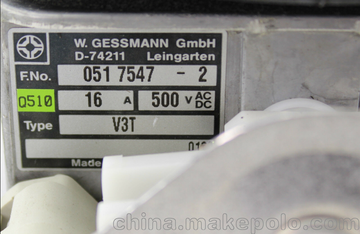 W. GESSMANN GmbH
D-74211 Leingarten
F.No. 051 7547 - 2
Q510 16 A 500 V AC DC
Type V3T
Made
china.makepolo.com